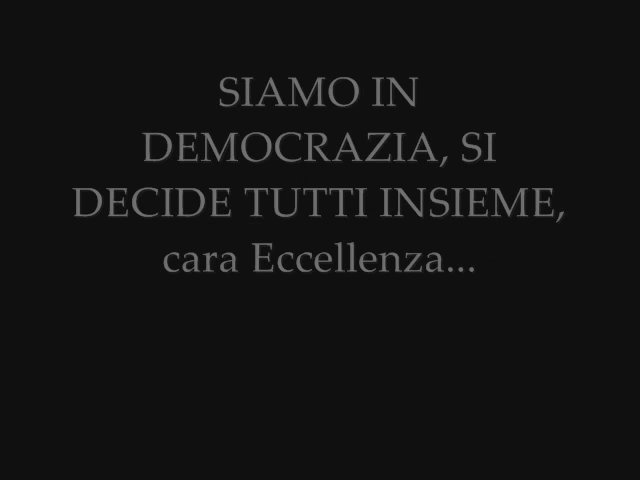 SIAMO IN
DEMOCRAZIA, SI
DECIDE TUTTI INSIEME,
cara Eccellenza...